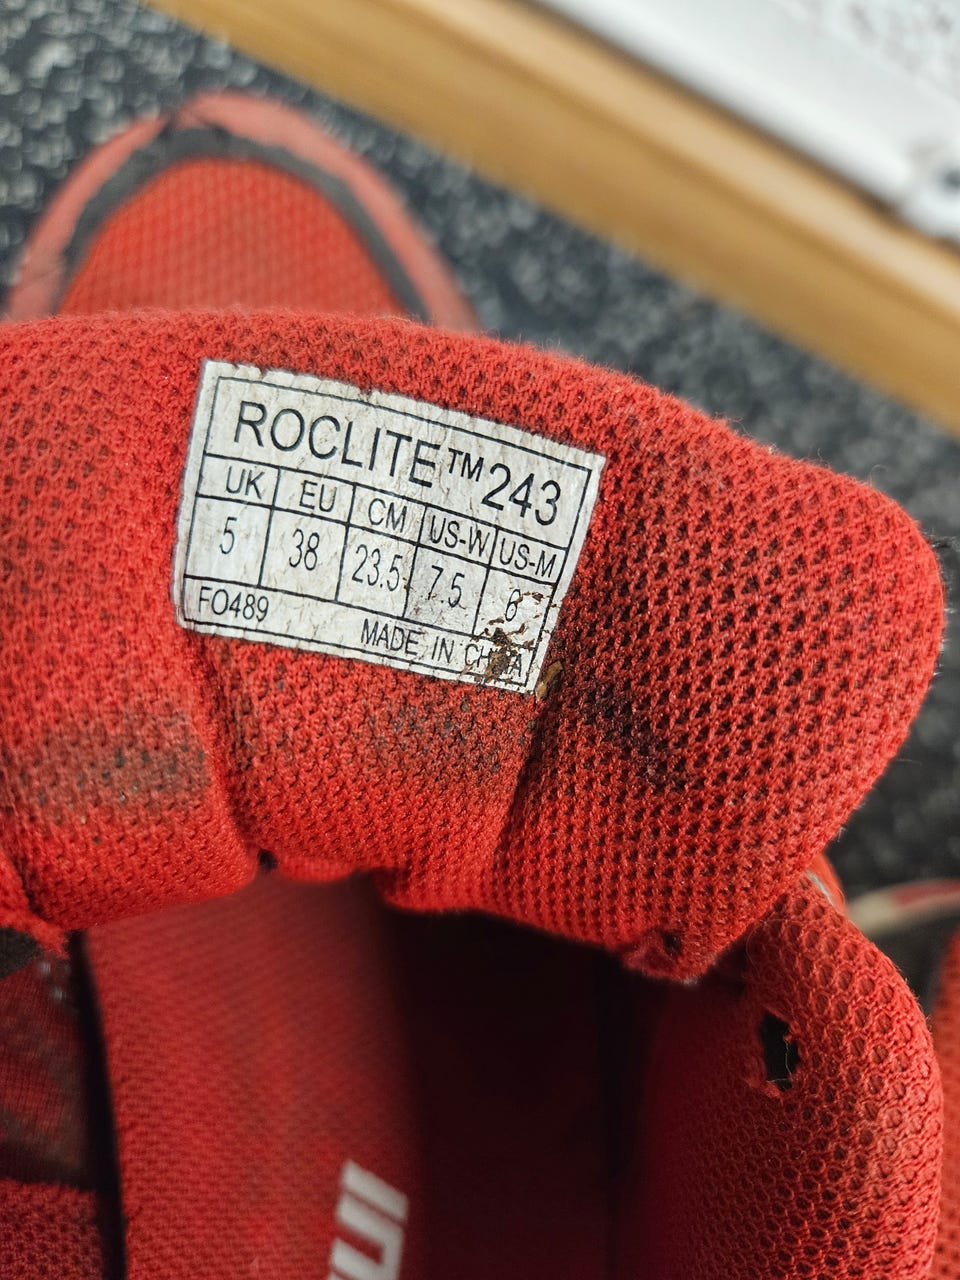 ROCLITE™243
UK EU CM US-W US-M
5 38 23.5 7.5 6
FO489
MADE IN CHINA